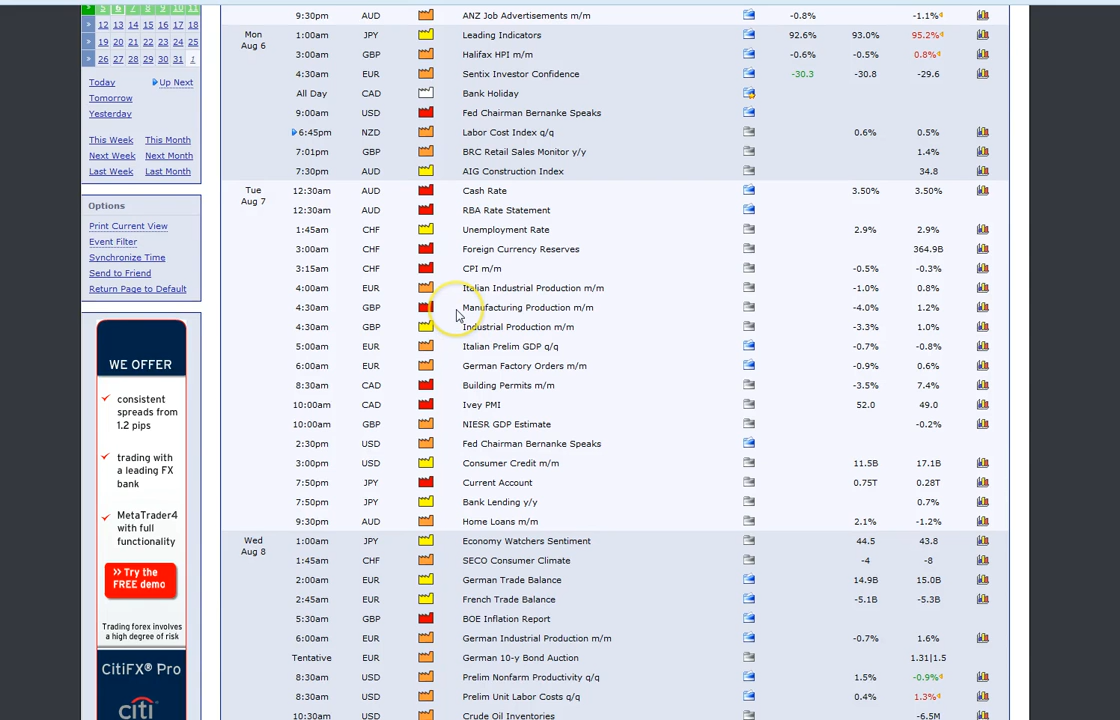 5 6 7 8 9 10 11
9:30pm AUD ANZ Job Advertisements m/m -0.8% -1.1%
> 12 13 14 15 16 17 18
Mon Aug 6 1:00am JPY Leading Indicators 92.6% 93.0% 95.2%
> 19 20 21 22 23 24 25
3:00am GBP Halifax HPI m/m -0.6% -0.5% 0.8%
> 26 27 28 29 30 31 1
4:30am EUR Sentix Investor Confidence -30.3 -30.8 -29.6
Today Up Next
All Day CAD Bank Holiday
Tomorrow
9:00am USD Fed Chairman Bernanke Speaks
Yesterday
6:45pm NZD Labor Cost Index q/q 0.6% 0.5%
This Week This Month
7:01pm GBP BRC Retail Sales Monitor y/y 1.4%
Next Week Next Month
7:30pm AUD AIG Construction Index 34.8
Last Week Last Month
Tue Aug 7 12:30am AUD Cash Rate 3.50% 3.50%
Options
12:30am AUD RBA Rate Statement
Print Current View
1:45am CHF Unemployment Rate 2.9% 2.9%
Event Filter
3:00am CHF Foreign Currency Reserves 364.9B
Synchronize Time
3:15am CHF CPI m/m -0.5% -0.3%
Send to Friend
4:00am EUR Italian Industrial Production m/m -1.0% 0.8%
Return Page to Default
4:30am GBP Manufacturing Production m/m -4.0% 1.2%
4:30am GBP Industrial Production m/m -3.3% 1.0%
5:00am EUR Italian Prelim GDP q/q -0.7% -0.8%
6:00am EUR German Factory Orders m/m -0.9% 0.6%
8:30am CAD Building Permits m/m -3.5% 7.4%
10:00am CAD Ivey PMI 52.0 49.0
10:00am GBP NIESR GDP Estimate -0.2%
2:30pm USD Fed Chairman Bernanke Speaks
3:00pm USD Consumer Credit m/m 11.5B 17.1B
7:50pm JPY Current Account 0.75T 0.28T
7:50pm JPY Bank Lending y/y 0.7%
9:30pm AUD Home Loans m/m 2.1% -1.2%
Wed Aug 8 1:00am JPY Economy Watchers Sentiment 44.5 43.8
1:45am CHF SECO Consumer Climate -4 -8
2:00am EUR German Trade Balance 14.9B 15.0B
2:45am EUR French Trade Balance -5.1B -5.3B
5:30am GBP BOE Inflation Report
6:00am EUR German Industrial Production m/m -0.7% 1.6%
Tentative EUR German 10-y Bond Auction 1.31|1.5
8:30am USD Prelim Nonfarm Productivity q/q 1.5% -0.9%
8:30am USD Prelim Unit Labor Costs q/q 0.4% 1.3%
10:30am USD Crude Oil Inventories -6.5M
WE OFFER
consistent
spreads from
1.2 pips
trading with
a leading FX
bank
MetaTrader4
with full
functionality
>> Try the
FREE demo
Trading forex involves
a high degree of risk
CitiFX® Pro
citi